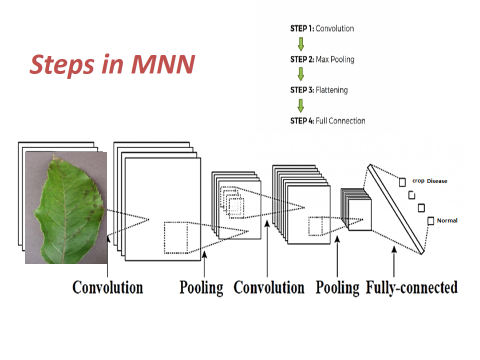 Steps in MNN
STEP 1: Convolution
STEP 2: Max Pooling
STEP 3: Flattening
STEP 4: Full Connection
crop Disease
Normal
Convolution Pooling Convolution Pooling Fully-connected